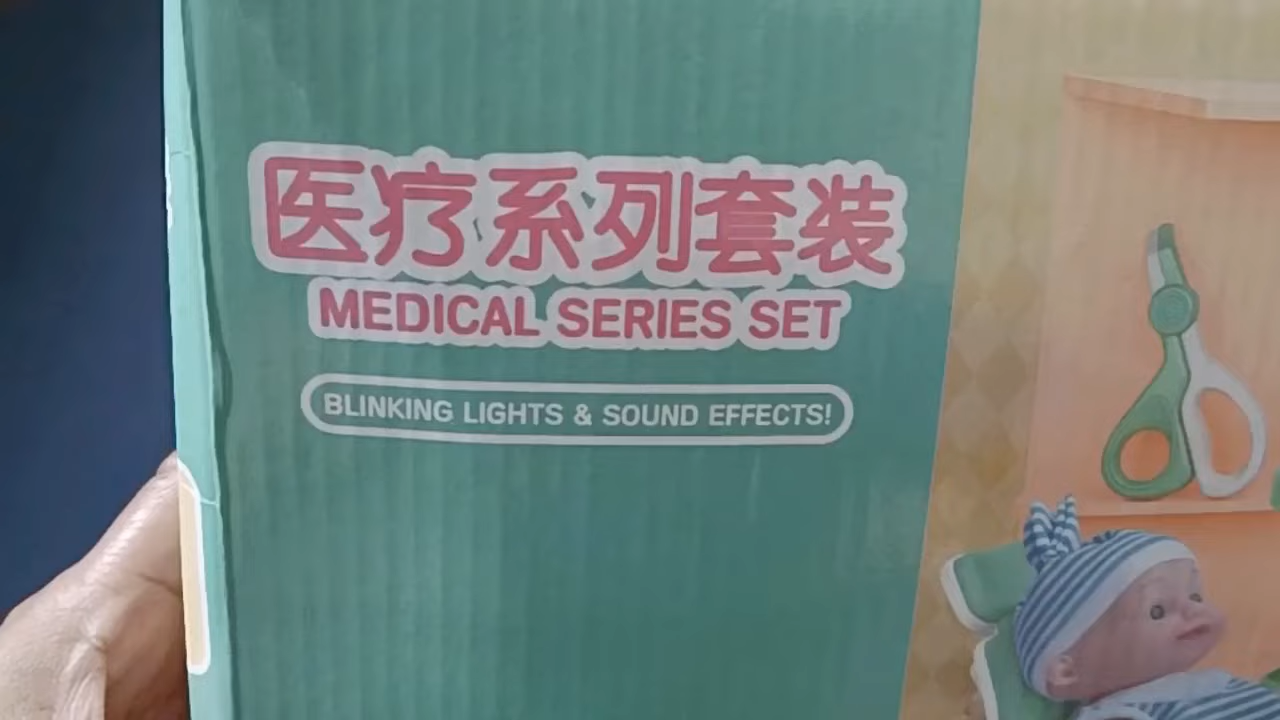 医疗系列套装
MEDICAL SERIES SET
BLINKING LIGHTS & SOUND EFFECTS!